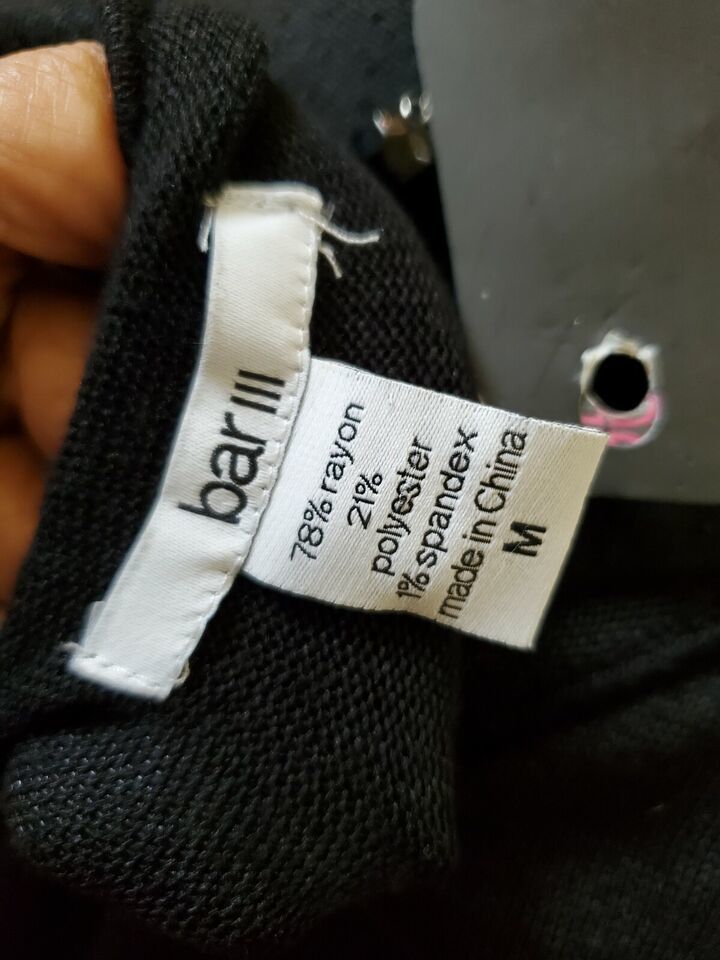 bar III
78% rayon
21%
polyester
1% spandex
made in China
M